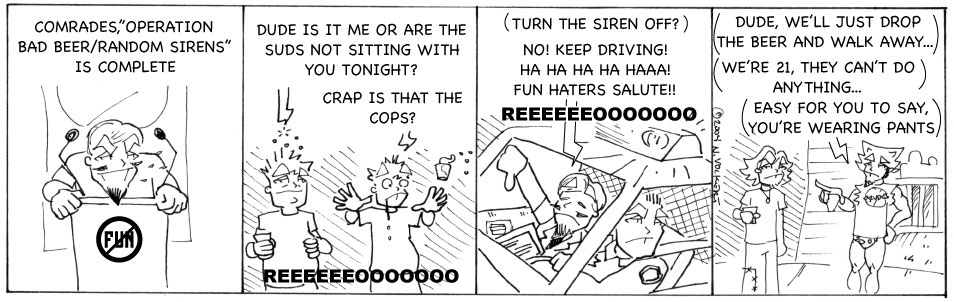 COMRADES,"OPERATION
BAD BEER/RANDOM SIRENS"
IS COMPLETE
FUN
DUDE IS IT ME OR ARE THE
SUDS NOT SITTING WITH
YOU TONIGHT?
CRAP IS THAT THE
COPS?
REEEEEEOOOOOOO
(TURN THE SIREN OFF?)
NO! KEEP DRIVING!
HA HA HA HA HAAA!
FUN HATERS SALUTE!!
REEEEEEOOOOOOO
©2004 N.VOLKERS
(DUDE, WE'LL JUST DROP
THE BEER AND WALK AWAY...)
(WE'RE 21, THEY CAN'T DO
ANYTHING...)
(EASY FOR YOU TO SAY,
YOU'RE WEARING PANTS)